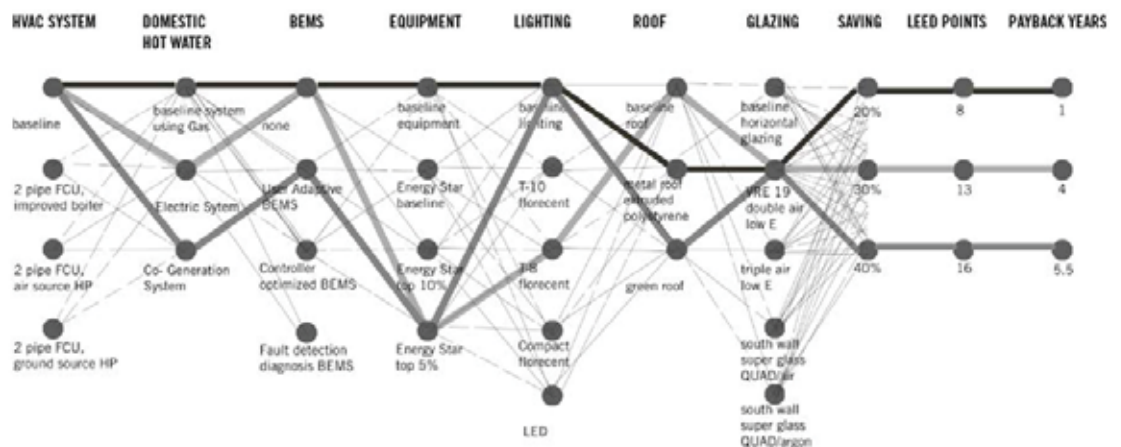 HVAC SYSTEM
DOMESTIC
HOT WATER
BEMS
EQUIPMENT
LIGHTING
ROOF
GLAZING
SAVING
LEED POINTS
PAYBACK YEARS
baseline
2 pipe FCU,
improved boiler
2 pipe FCU,
air source HP
2 pipe FCU,
ground source HP
baseline system
using Gas
Electric Sytem
Co- Generation
System
none
User Adaptive
BEMS
Controller
optimized BEMS
Fault detection
diagnosis BEMS
baseline
equipment
Energy Star
baseline
Energy Star
top 10%
Energy Star
top 5%
baseline
lighting
T-10
florecent
T-8
florecent
Compact
florecent
LED
baseline
roof
metal roof
extruded
polystyrene
green roof
baseline
horizontal
glazing
VRE 19
double air
low E
triple air
low E
south wall
super glass
QUAD/air
south wall
super glass
QUAD/argon
20%
30%
40%
8
13
16
1
4
5.5